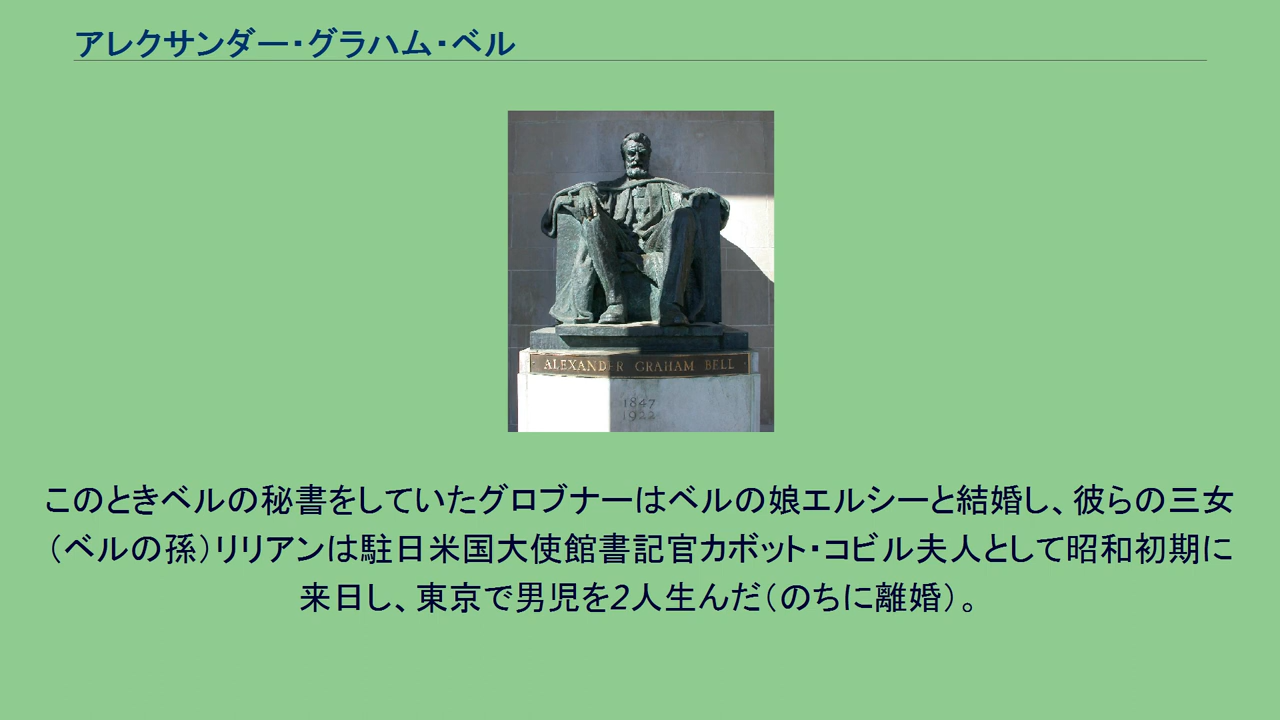 アレクサンダー・グラハム・ベル
ALEXANDER GRAHAM BELL
1847
1922
このときベルの秘書をしていたグロブナーはベルの娘エルシーと結婚し、彼らの三女
（ベルの孫）リリアンは駐日米国大使館書記官カボット・コビル夫人として昭和初期に
来日し、東京で男児を2人生んだ（のちに離婚）。